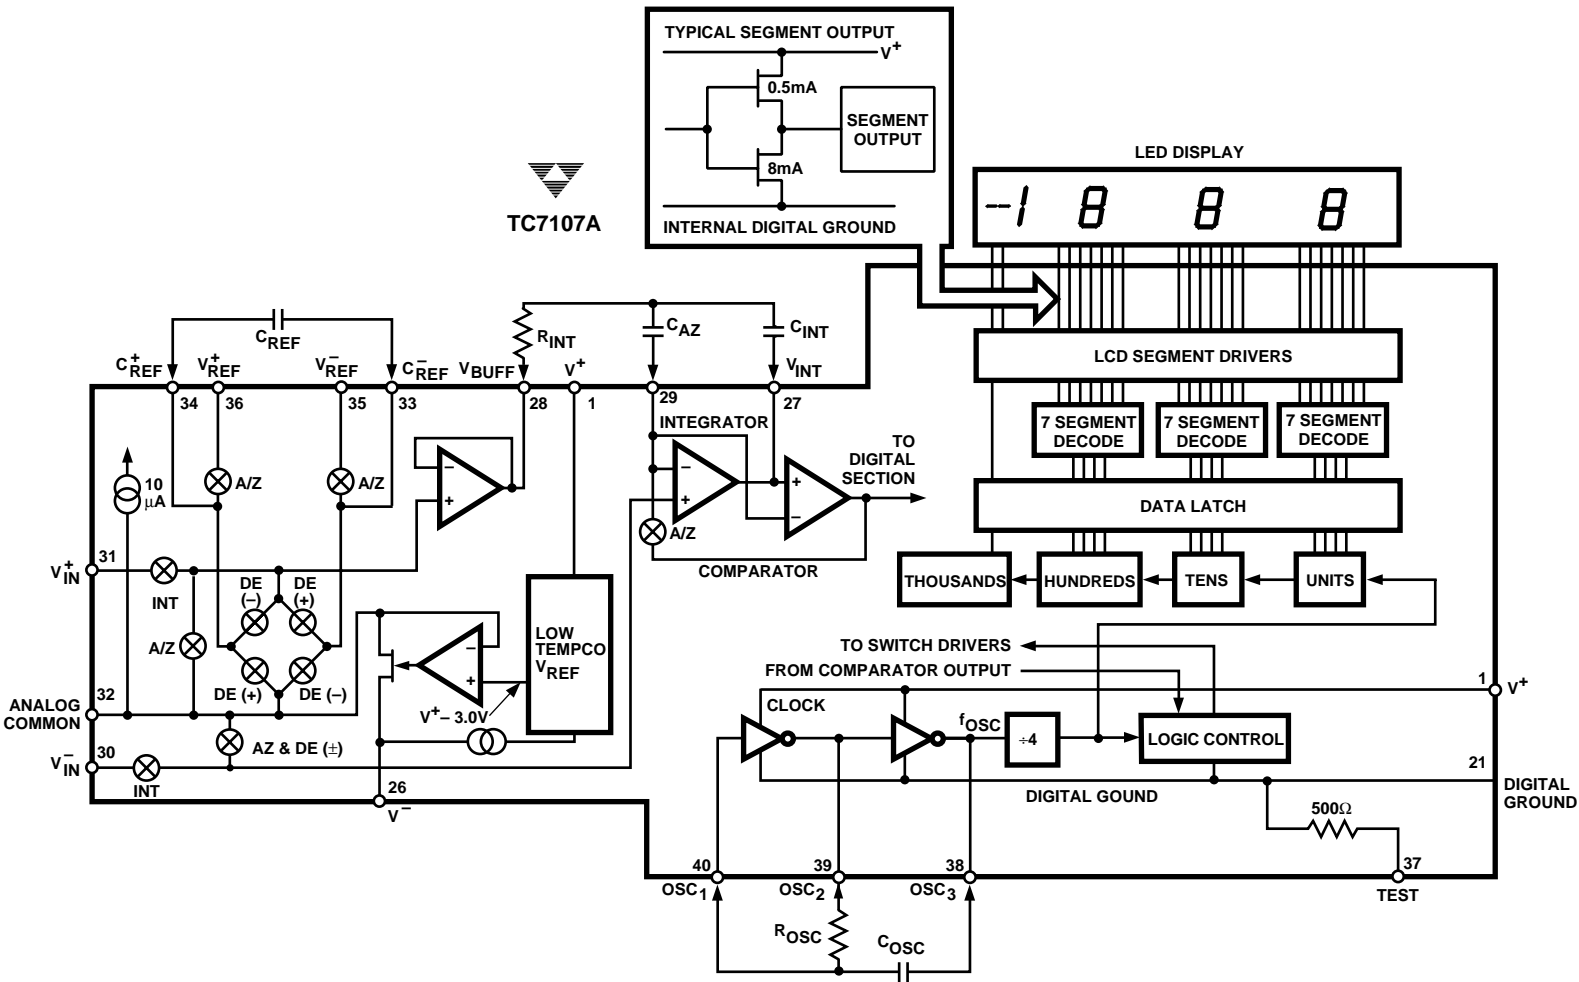 TYPICAL SEGMENT OUTPUT
V+
0.5mA
SEGMENT
OUTPUT
8mA
INTERNAL DIGITAL GROUND
TC7107A
LED DISPLAY
-1 8 8 8
LCD SEGMENT DRIVERS
7 SEGMENT
DECODE
7 SEGMENT
DECODE
7 SEGMENT
DECODE
DATA LATCH
THOUSANDS
HUNDREDS
TENS
UNITS
TO SWITCH DRIVERS
FROM COMPARATOR OUTPUT
CREF
RINT
CAZ
CINT
C+REF
V+REF
V−REF
C−REF
VBUFF
V+
VINT
34
36
35
33
28
1
29
27
INTEGRATOR
TO
DIGITAL
SECTION
10
µA
A/Z
A/Z
−
+
−
+
+
−
A/Z
COMPARATOR
31
V+IN
INT
DE
(−)
DE
(+)
A/Z
DE (+)
DE (−)
LOW
TEMPCO
VREF
−
+
V+ − 3.0V
32
ANALOG
COMMON
AZ & DE (±)
30
V−IN
INT
26
V−
CLOCK
fOSC
÷4
LOGIC CONTROL
1
V+
21
DIGITAL
GROUND
DIGITAL GOUND
500Ω
37
TEST
40
OSC1
39
OSC2
38
OSC3
ROSC
COSC